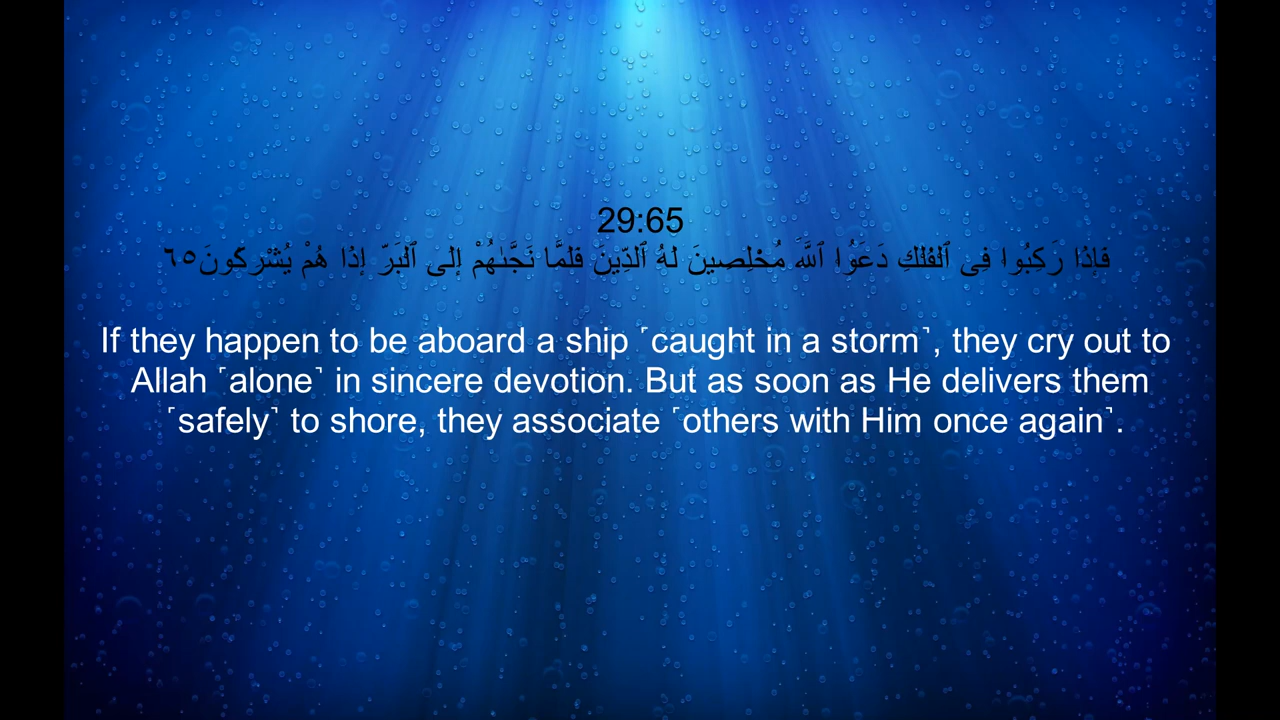 29:65
فَإِذَا رَكِبُوا۟ فِى ٱلْفُلْكِ دَعَوُا۟ ٱللَّهَ مُخْلِصِينَ لَهُ ٱلدِّينَ فَلَمَّا نَجَّىٰهُمْ إِلَى ٱلْبَرِّ إِذَا هُمْ يُشْرِكُونَ ٦٥
If they happen to be aboard a ship ˹caught in a storm˺, they cry out to
Allah ˹alone˺ in sincere devotion. But as soon as He delivers them
˹safely˺ to shore, they associate ˹others with Him once again˺.